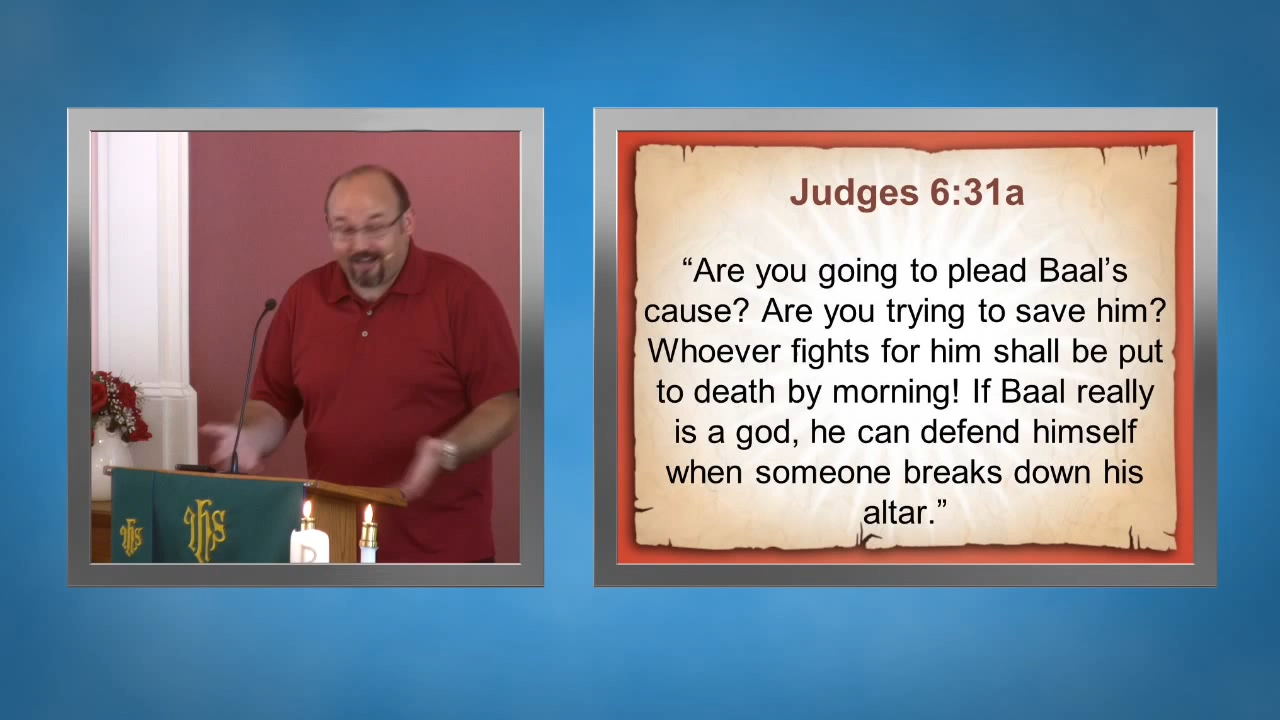 Judges 6:31a
“Are you going to plead Baal’s
cause? Are you trying to save him?
Whoever fights for him shall be put
to death by morning! If Baal really
is a god, he can defend himself
when someone breaks down his
altar.”
IHS
IHS